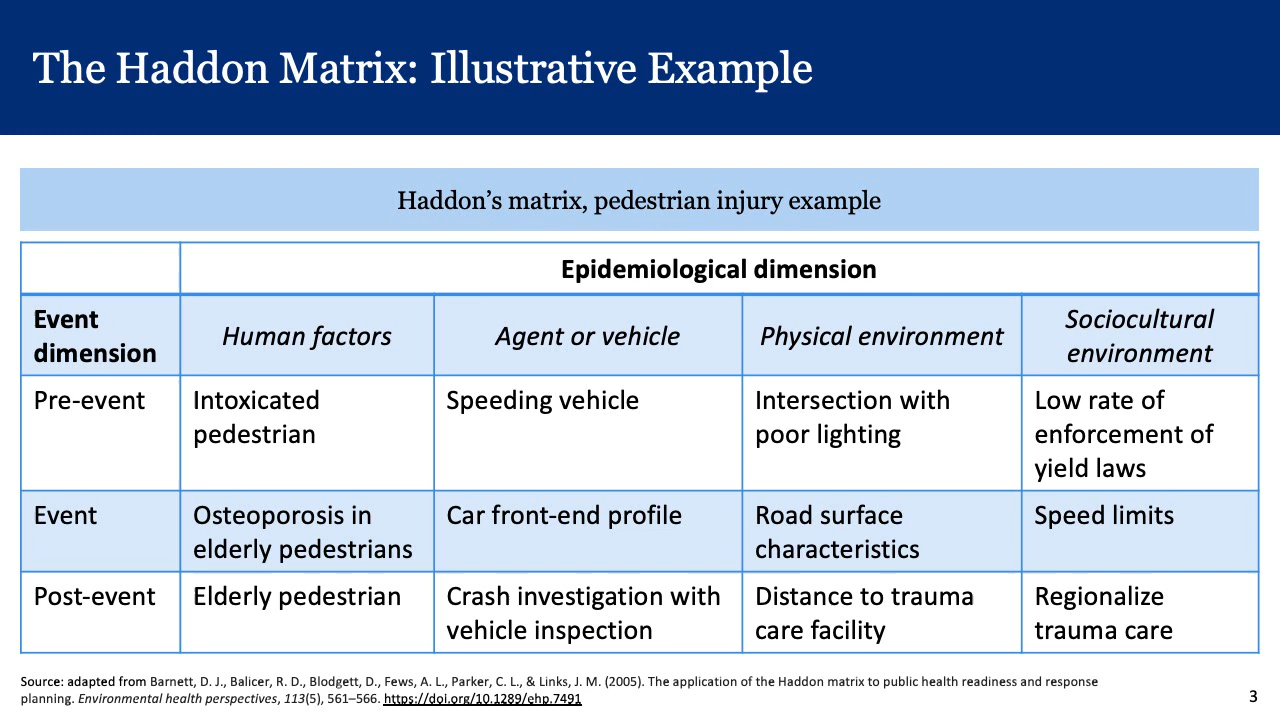 The Haddon Matrix: Illustrative Example
Haddon’s matrix, pedestrian injury example
Epidemiological dimension
Event
dimension
Human factors
Agent or vehicle
Physical environment
Sociocultural
environment
Pre-event
Intoxicated
pedestrian
Speeding vehicle
Intersection with
poor lighting
Low rate of
enforcement of
yield laws
Event
Osteoporosis in
elderly pedestrians
Car front-end profile
Road surface
characteristics
Speed limits
Post-event
Elderly pedestrian
Crash investigation with
vehicle inspection
Distance to trauma
care facility
Regionalize
trauma care
Source: adapted from Barnett, D. J., Balicer, R. D., Blodgett, D., Fews, A. L., Parker, C. L., & Links, J. M. (2005). The application of the Haddon matrix to public health readiness and response
planning. Environmental health perspectives, 113(5), 561–566. https://doi.org/10.1289/ehp.7491
3